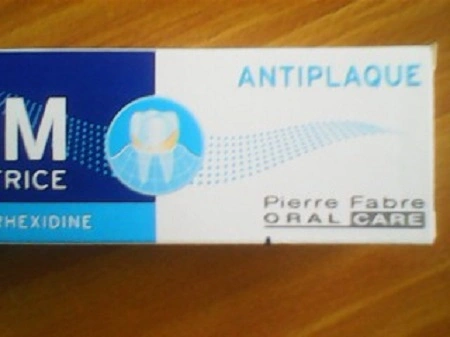 ANTIPLAQUE
M
TRICE
RHEXIDINE
Pierre Fabre
ORAL CARE